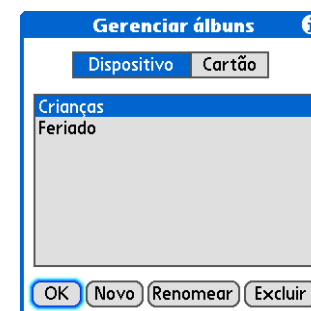 Gerenciar álbuns
Dispositivo Cartão
Crianças
Feriado
OK Novo Renomear Excluir